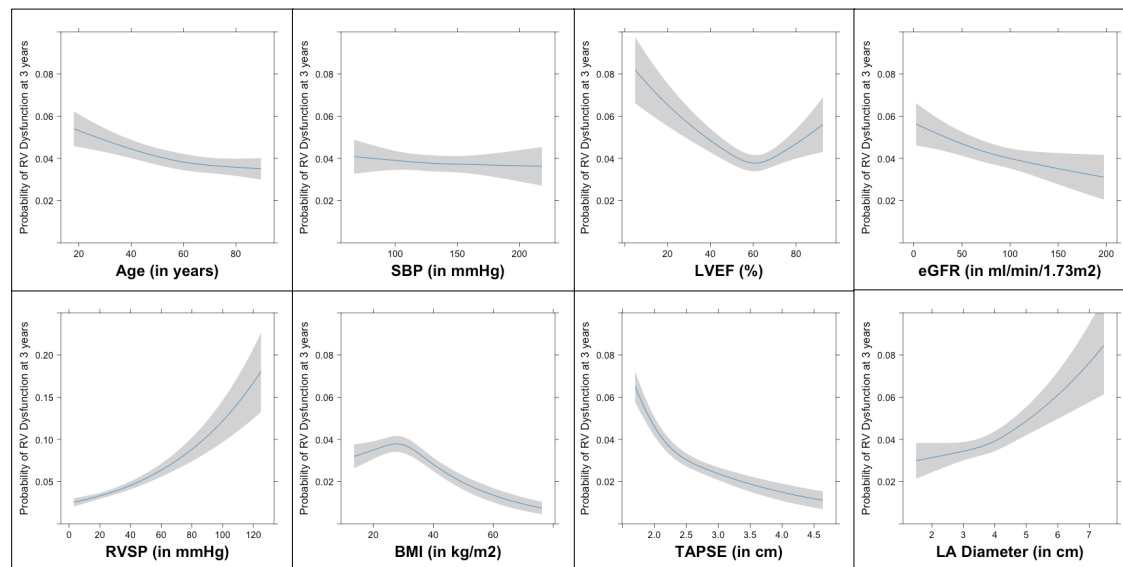 Probability of RV Dysfunction at 3 years
0.08
0.06
0.04
0.02
20 40 60 80
Age (in years)
Probability of RV Dysfunction at 3 years
0.08
0.06
0.04
0.02
100 150 200
SBP (in mmHg)
Probability of RV Dysfunction at 3 years
0.08
0.06
0.04
0.02
20 40 60 80
LVEF (%)
Probability of RV Dysfunction at 3 years
0.08
0.06
0.04
0.02
0 50 100 150 200
eGFR (in ml/min/1.73m2)
Probability of RV Dysfunction at 3 years
0.20
0.15
0.10
0.05
0 20 40 60 80 100 120
RVSP (in mmHg)
Probability of RV Dysfunction at 3 years
0.08
0.06
0.04
0.02
20 40 60
BMI (in kg/m2)
Probability of RV Dysfunction at 3 years
0.08
0.06
0.04
0.02
2.0 2.5 3.0 3.5 4.0 4.5
TAPSE (in cm)
Probability of RV Dysfunction at 3 years
0.08
0.06
0.04
0.02
2 3 4 5 6 7
LA Diameter (in cm)